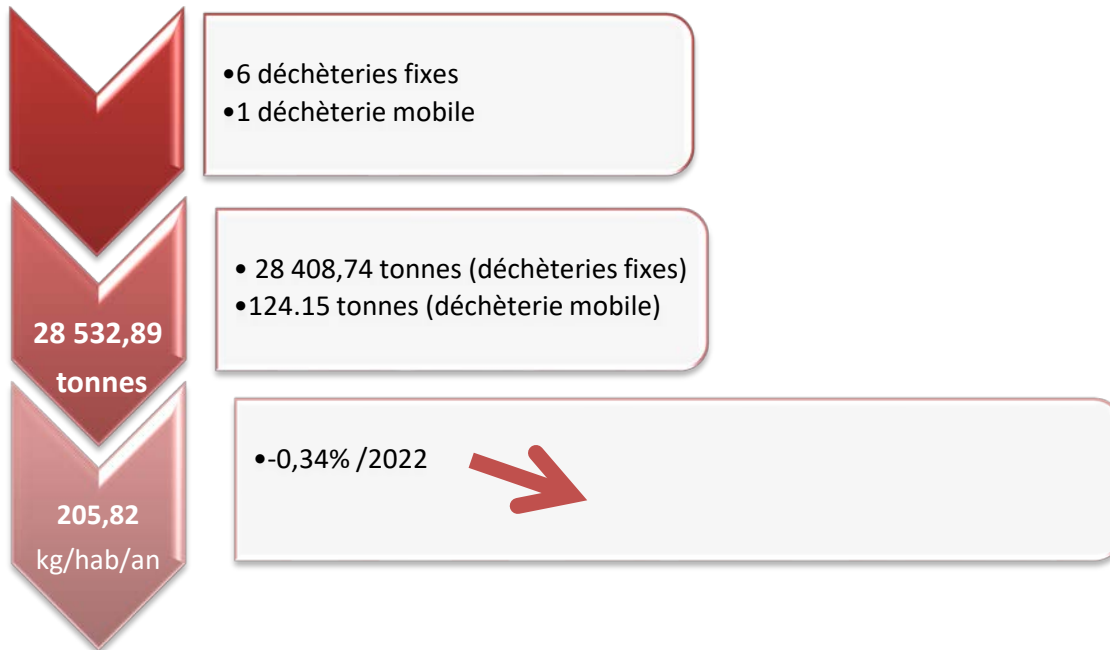 •6 déchèteries fixes
•1 déchèterie mobile
28 532,89
tonnes
• 28 408,74 tonnes (déchèteries fixes)
•124.15 tonnes (déchèterie mobile)
205,82
kg/hab/an
•-0,34% /2022